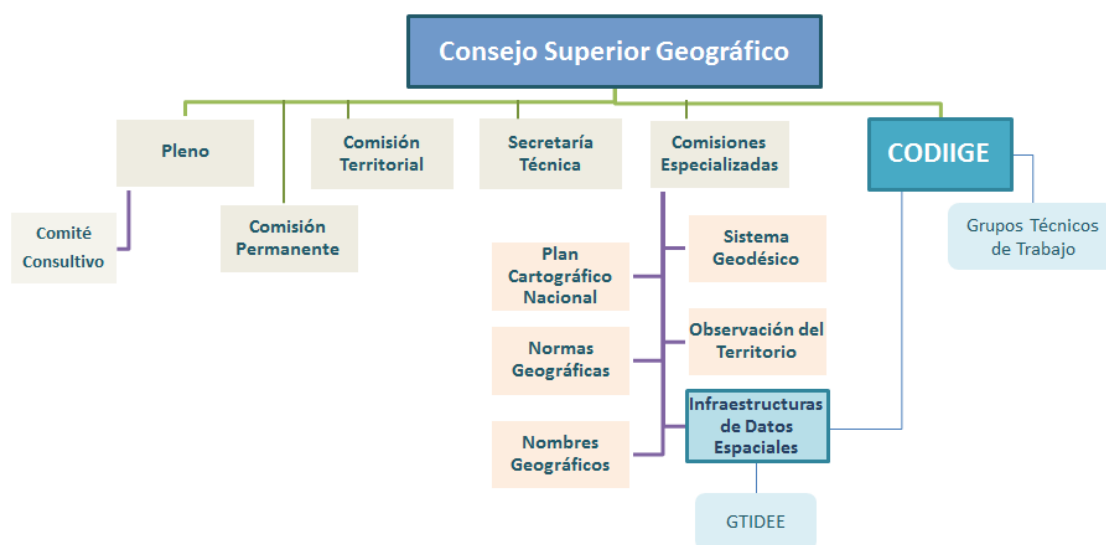 Consejo Superior Geográfico
Pleno
Comisión
Territorial
Secretaría
Técnica
Comisiones
Especializadas
CODIIGE
Comité
Consultivo
Comisión
Permanente
Grupos Técnicos
de Trabajo
Plan
Cartográfico
Nacional
Sistema
Geodésico
Normas
Geográficas
Observación del
Territorio
Nombres
Geográficos
Infraestructuras
de Datos
Espaciales
GTIDEE